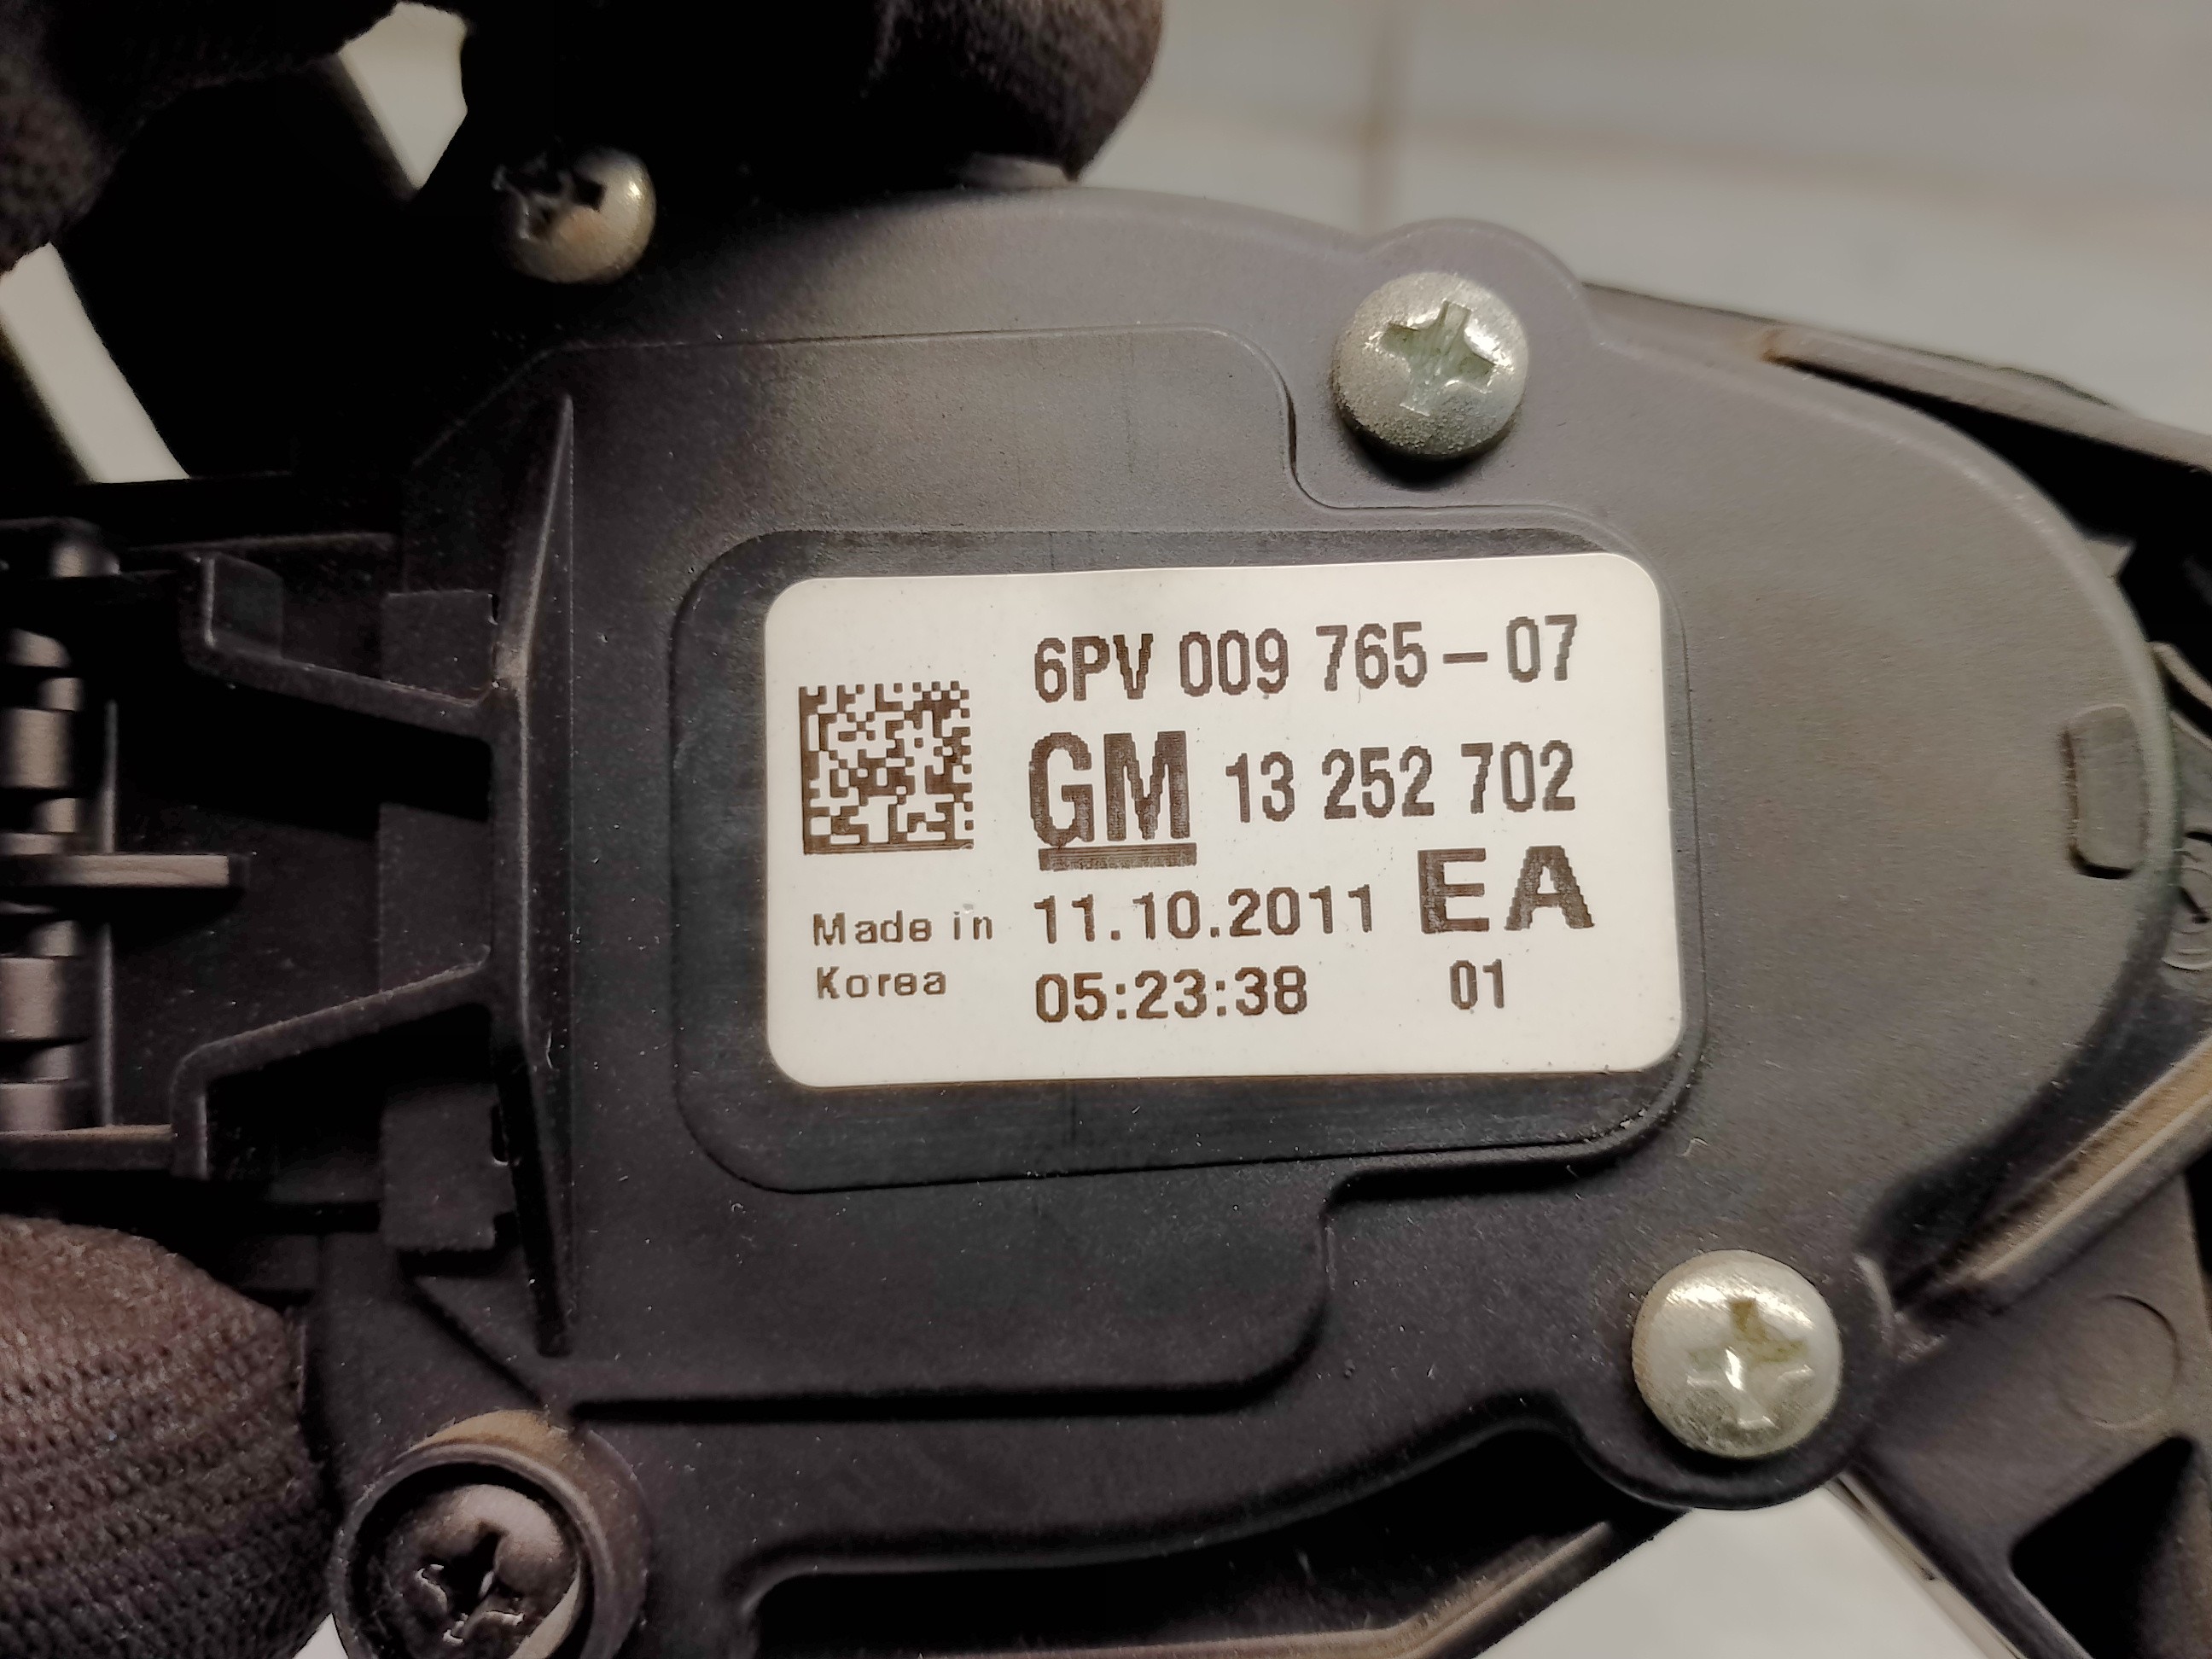 6PV 009 765-07
GM 13 252 702
Made in 11.10.2011 EA
Korea 05:23:38 01